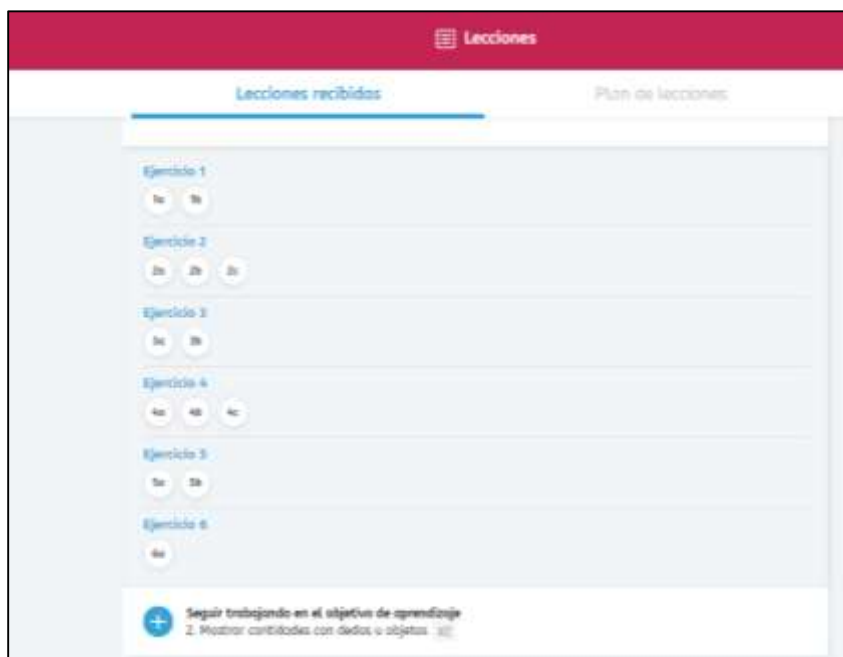 Lecciones
Lecciones recibidas Plan de lecciones
Ejercicio 1
1a 1b
Ejercicio 2
2a 2b 2c
Ejercicio 3
3a 3b
Ejercicio 4
4a 4b 4c
Ejercicio 5
5a 5b
Ejercicio 6
6a
Seguir trabajando en el objetivo de aprendizaje
2. Mostrar cantidades con dedos u objetos.